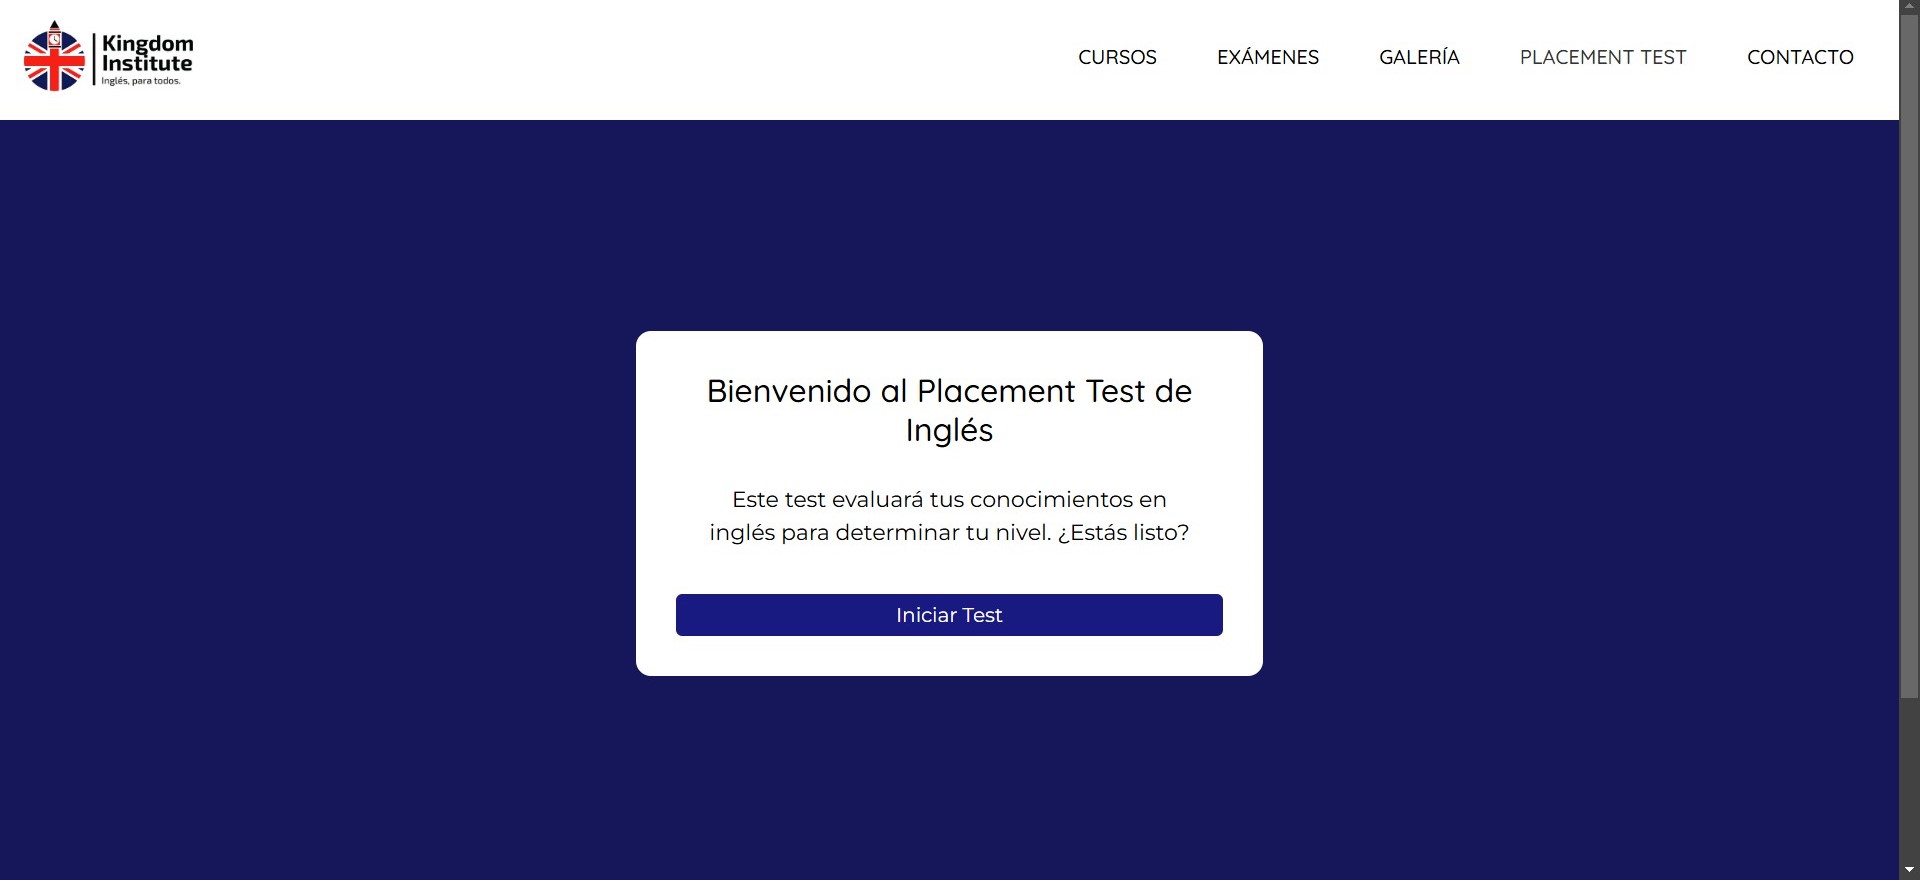 Kingdom
Institute
Inglés, para todos.
CURSOS
EXÁMENES
GALERÍA
PLACEMENT TEST
CONTACTO
Bienvenido al Placement Test de
Inglés
Este test evaluará tus conocimientos en
inglés para determinar tu nivel. ¿Estás listo?
Iniciar Test